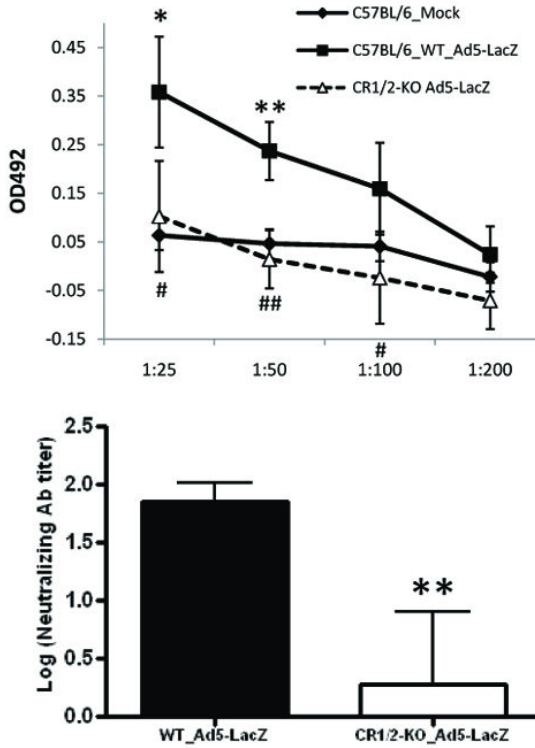 C57BL/6_Mock
C57BL/6_WT_Ad5-LacZ
CR1/2-KO Ad5-LacZ
OD492
0.45
0.35
0.25
0.15
0.05
-0.05
-0.15
*
**
#
##
#
1:25 1:50 1:100 1:200
Log (Neutralizing Ab titer)
2.5
2.0
1.5
1.0
0.5
0.0
**
WT_Ad5-LacZ CR1/2-KO_Ad5-LacZ